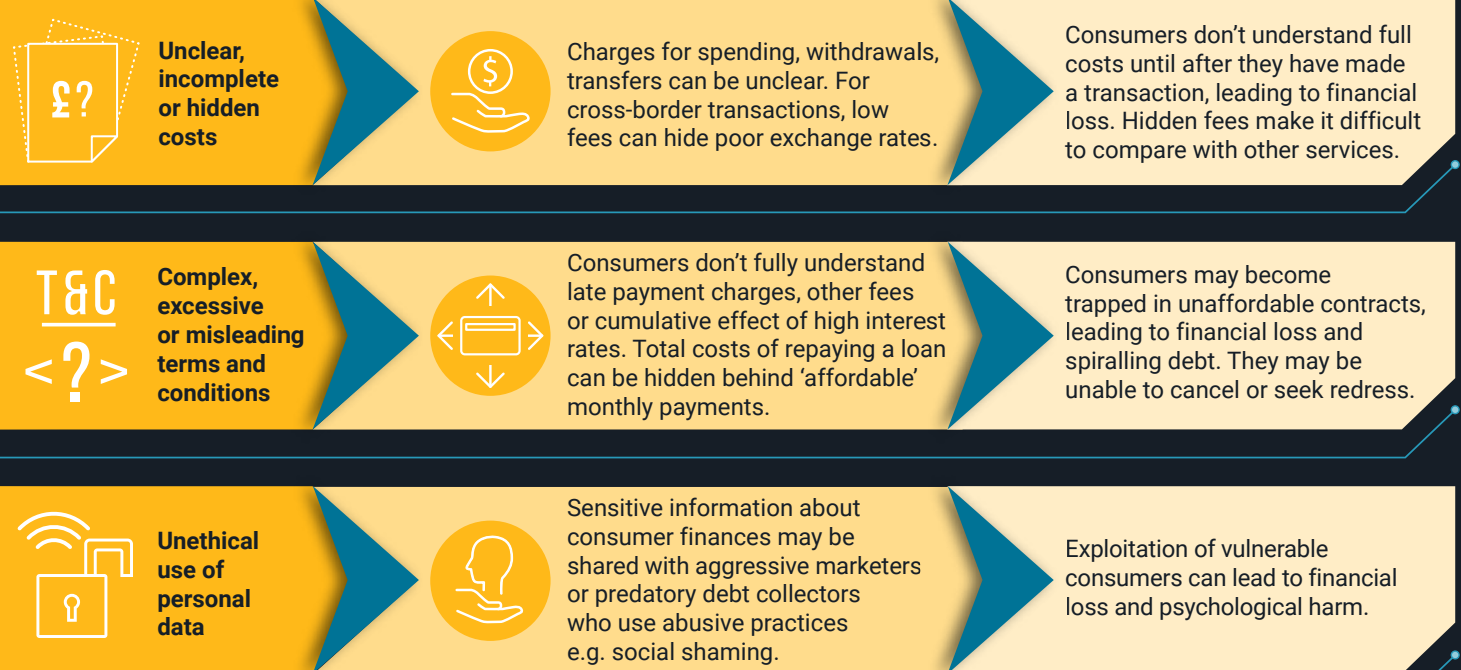 £?
Unclear,
incomplete
or hidden
costs
$
Charges for spending, withdrawals,
transfers can be unclear. For
cross-border transactions, low
fees can hide poor exchange rates.
Consumers don’t understand full
costs until after they have made
a transaction, leading to financial
loss. Hidden fees make it difficult
to compare with other services.
T&C
<?>
Complex,
excessive
or misleading
terms and
conditions
Consumers don’t fully understand
late payment charges, other fees
or cumulative effect of high interest
rates. Total costs of repaying a loan
can be hidden behind ‘affordable’
monthly payments.
Consumers may become
trapped in unaffordable contracts,
leading to financial loss and
spiralling debt. They may be
unable to cancel or seek redress.
Unethical
use of
personal
data
Sensitive information about
consumer finances may be
shared with aggressive marketers
or predatory debt collectors
who use abusive practices
e.g. social shaming.
Exploitation of vulnerable
consumers can lead to financial
loss and psychological harm.